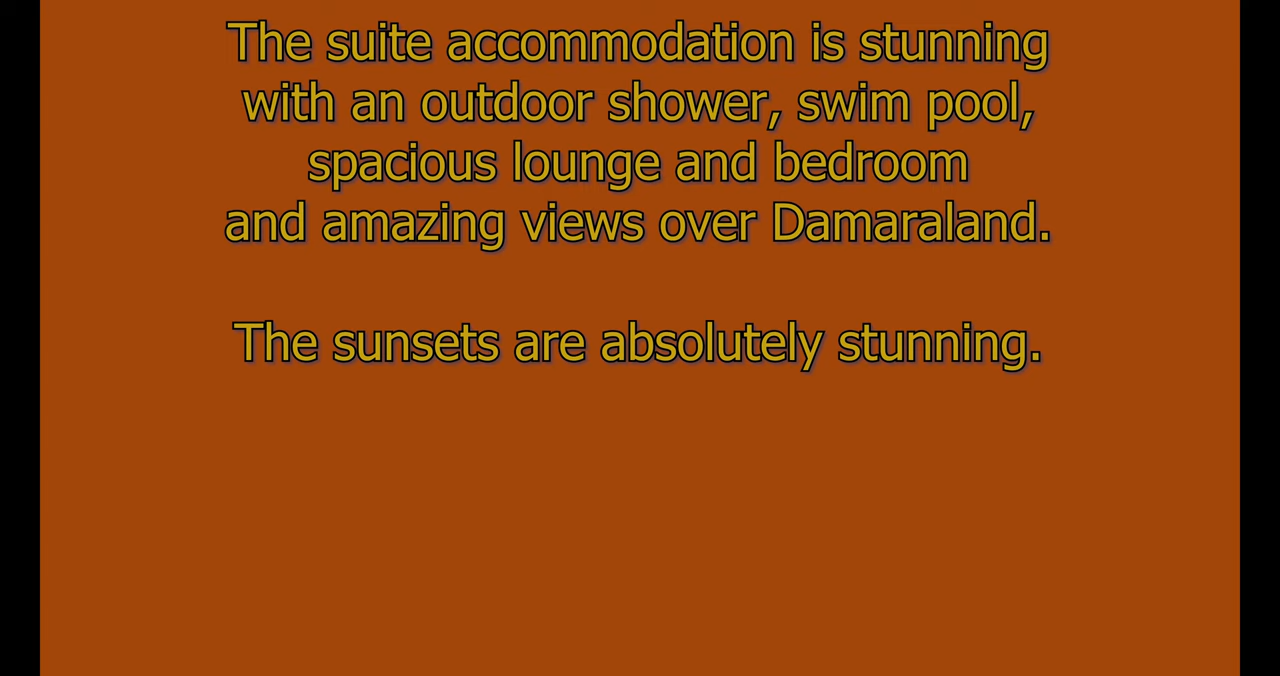 The suite accommodation is stunning
with an outdoor shower, swim pool,
spacious lounge and bedroom
and amazing views over Damaraland.
The sunsets are absolutely stunning.